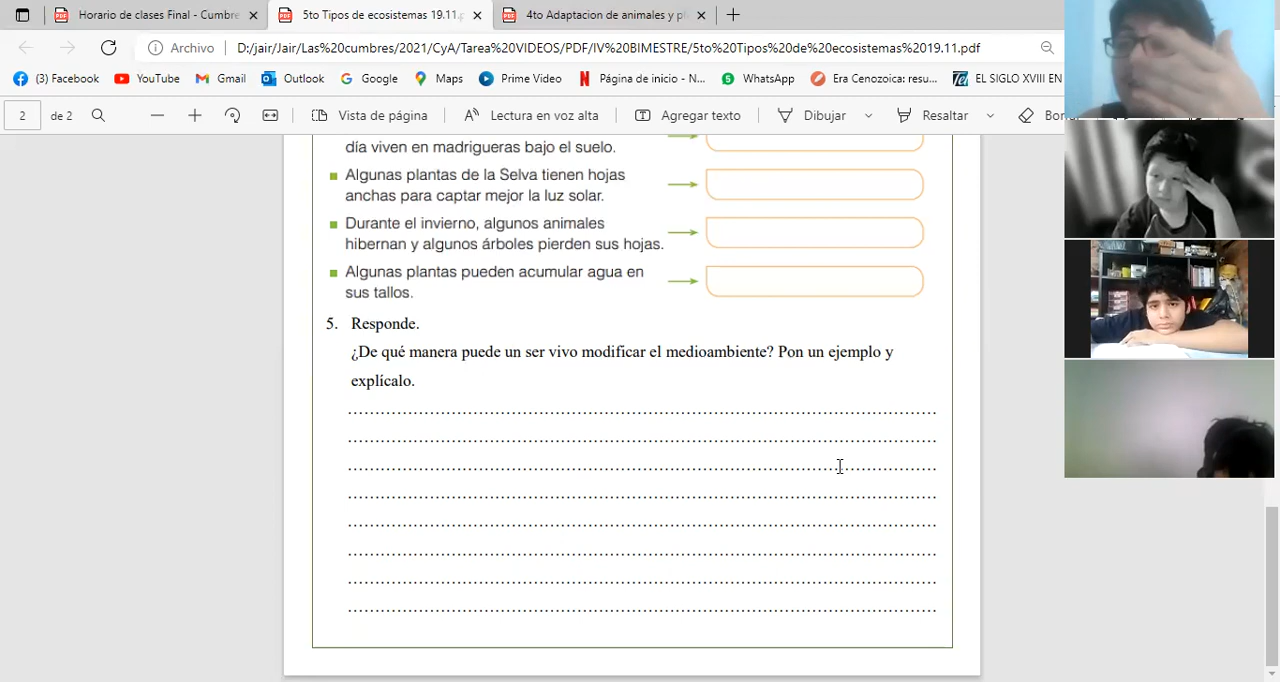 Horario de clases Final - Cumbre
5to Tipos de ecosistemas 19.11.p
4to Adaptacion de animales y pl
Archivo
D:/jair/Jair/Las%20cumbres/2021/CyA/Tarea%20VIDEOS/PDF/IV%20BIMESTRE/5to%20Tipos%20de%20ecosistemas%2019.11.pdf
(3) Facebook
YouTube
Gmail
Outlook
Google
Maps
Prime Video
Página de inicio - N...
WhatsApp
Era Cenozoica: resu...
EL SIGLO XVIII EN
2
de 2
Vista de página
Lectura en voz alta
Agregar texto
Dibujar
Resaltar
Bor
día viven en madrigueras bajo el suelo.
Algunas plantas de la Selva tienen hojas
anchas para captar mejor la luz solar.
Durante el invierno, algunos animales
hibernan y algunos árboles pierden sus hojas.
Algunas plantas pueden acumular agua en
sus tallos.
5. Responde.
¿De qué manera puede un ser vivo modificar el medioambiente? Pon un ejemplo y
explícalo.